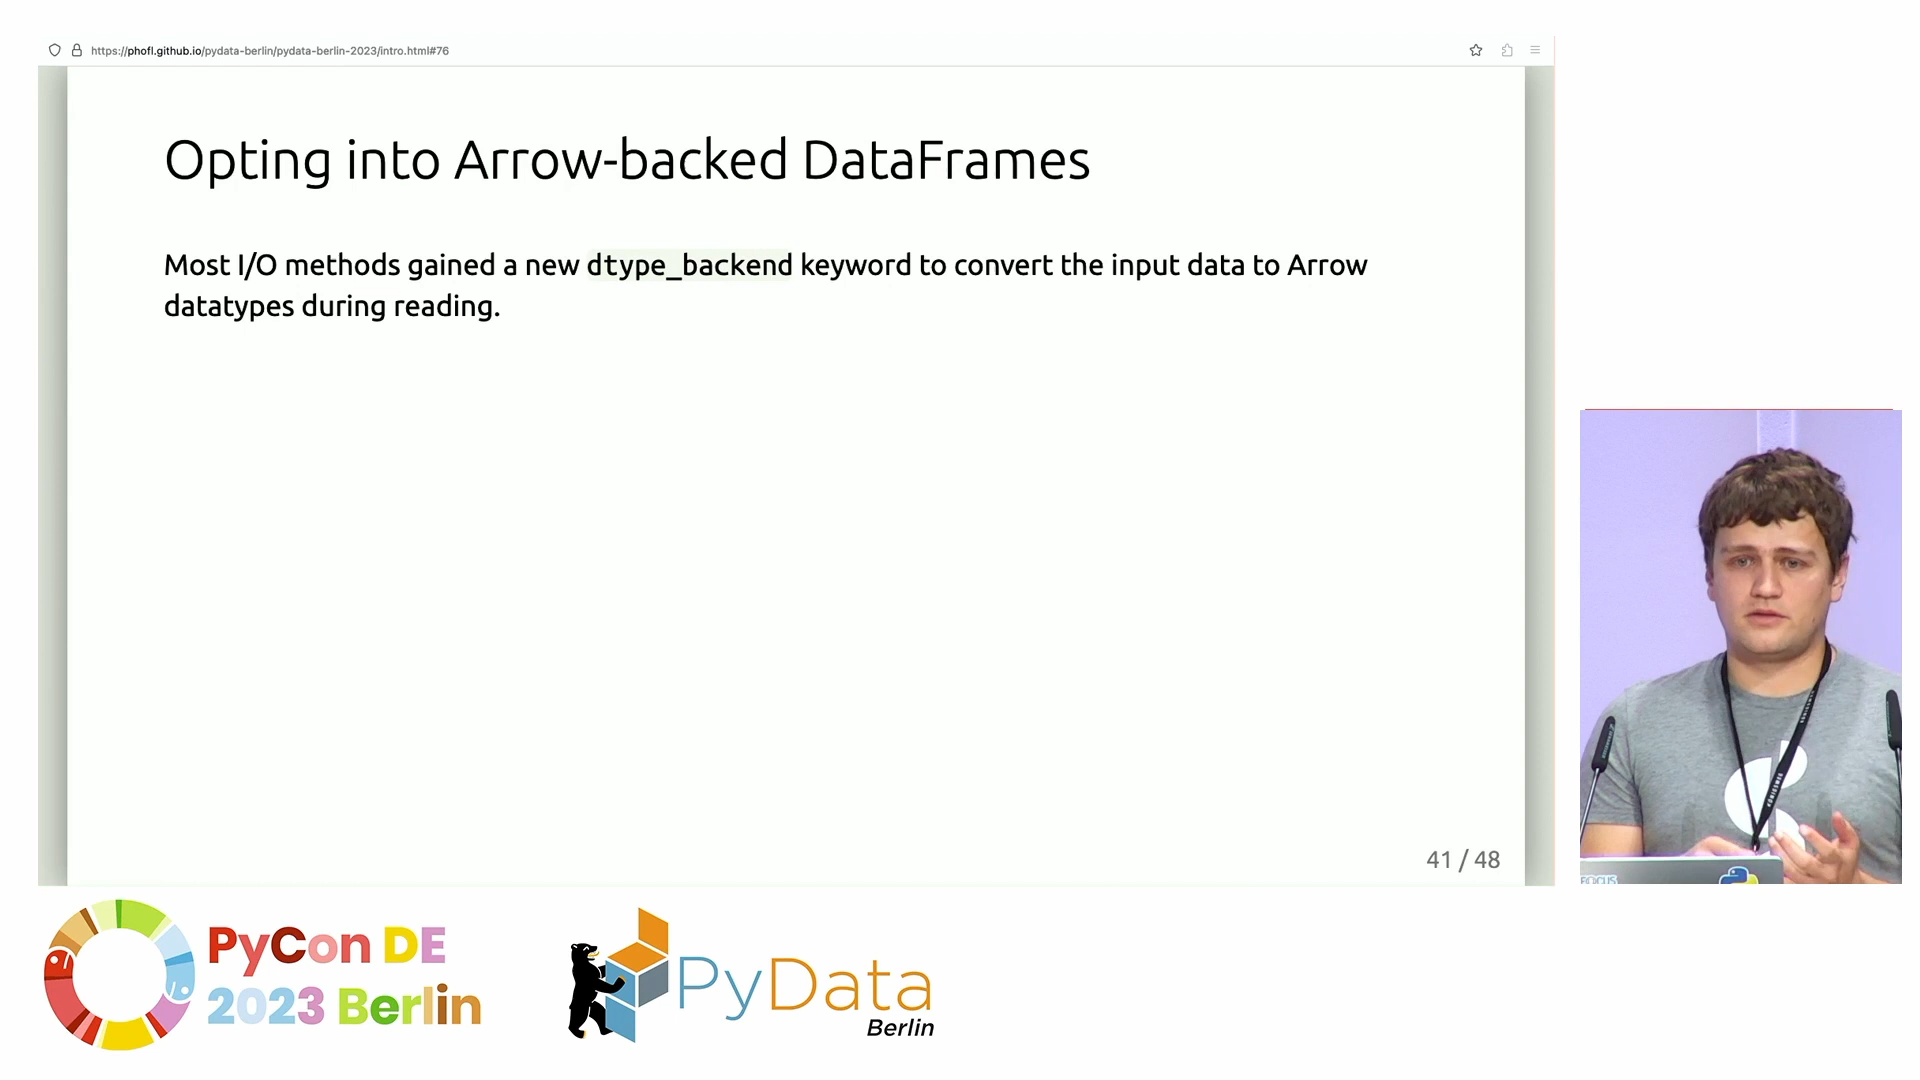 https://phofl.github.io/pydata-berlin/pydata-berlin-2023/intro.html#76
Opting into Arrow-backed DataFrames
Most I/O methods gained a new dtype_backend keyword to convert the input data to Arrow
datatypes during reading.
41 / 48
FOCUS
PyCon DE
2023 Berlin
PyData
Berlin